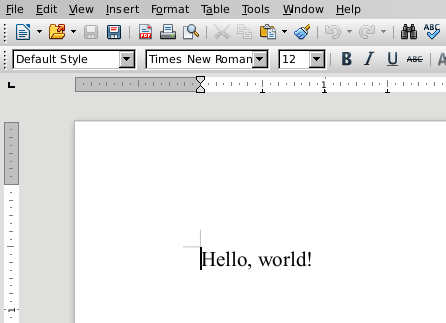 File Edit View Insert Format Table Tools Window Help
Default Style Times New Roman 12 B I U ABC A
1
Hello, world!
1